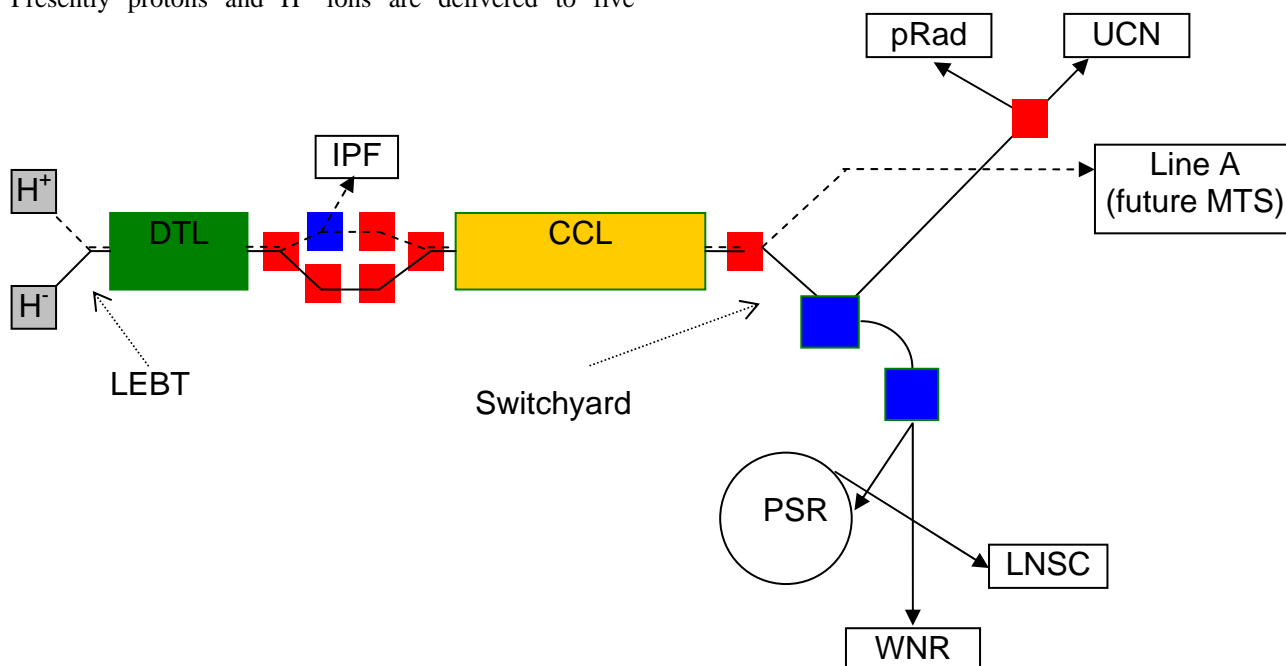 Presently protons and H⁻ ions are delivered to five
pRad
UCN
IPF
Line A
(future MTS)
H⁺
DTL
CCL
H⁻
LEBT
Switchyard
PSR
LNSC
WNR